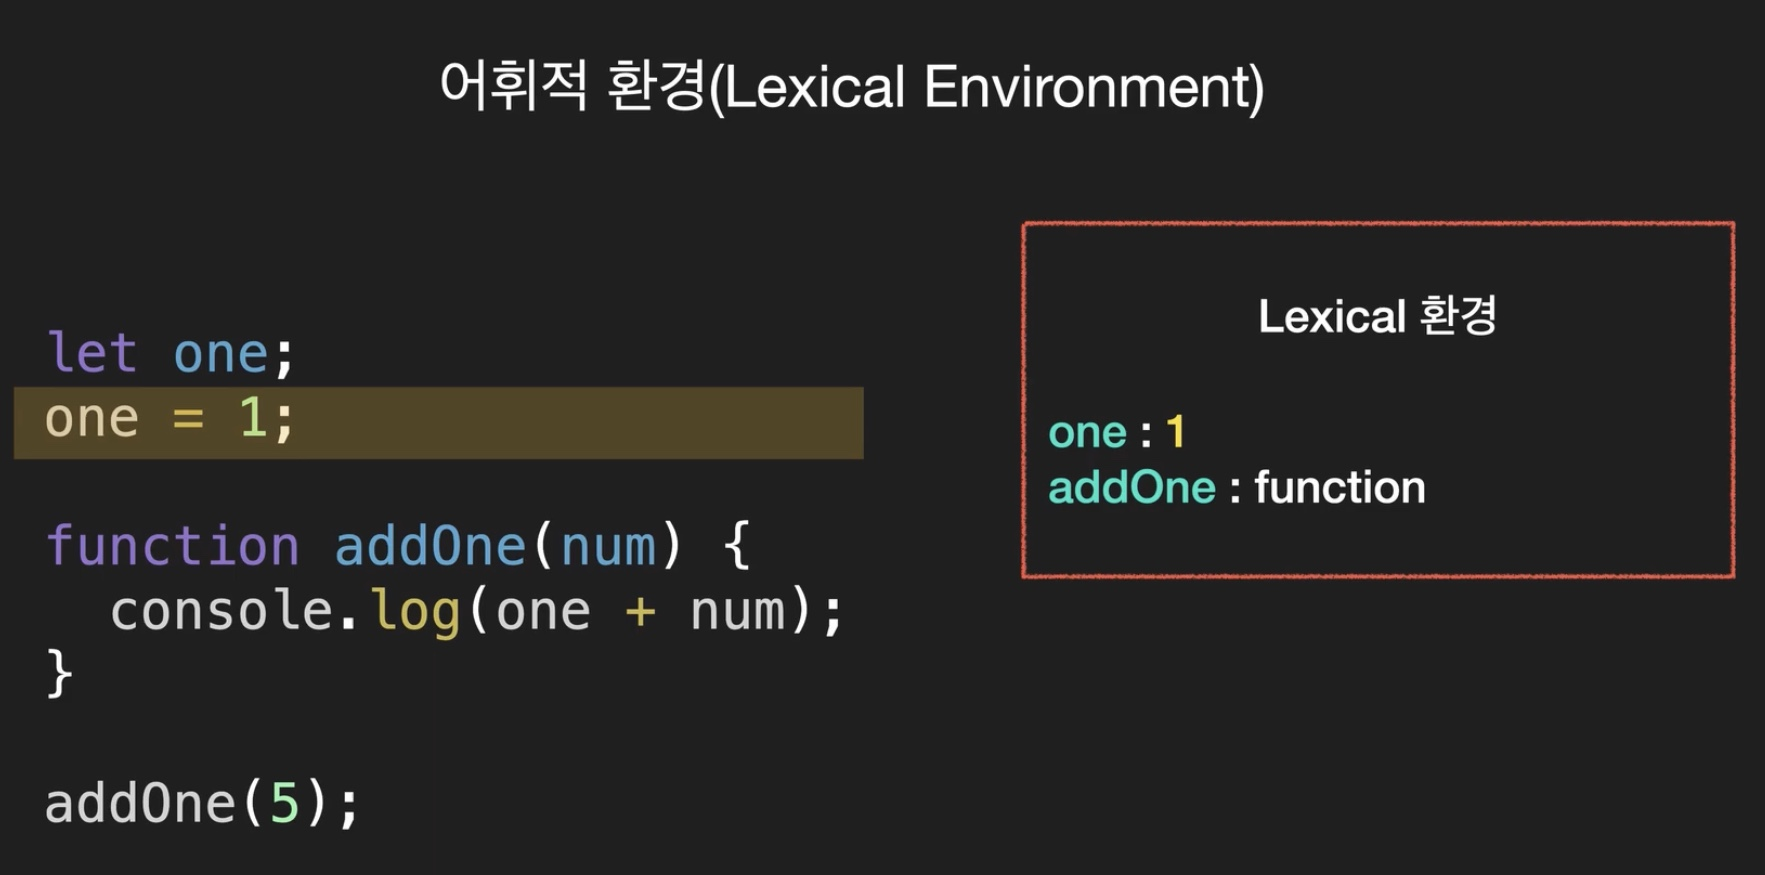 어휘적 환경(Lexical Environment)
let one;
one = 1;
function addOne(num) {
  console.log(one + num);
}
addOne(5);
Lexical 환경
one : 1
addOne : function